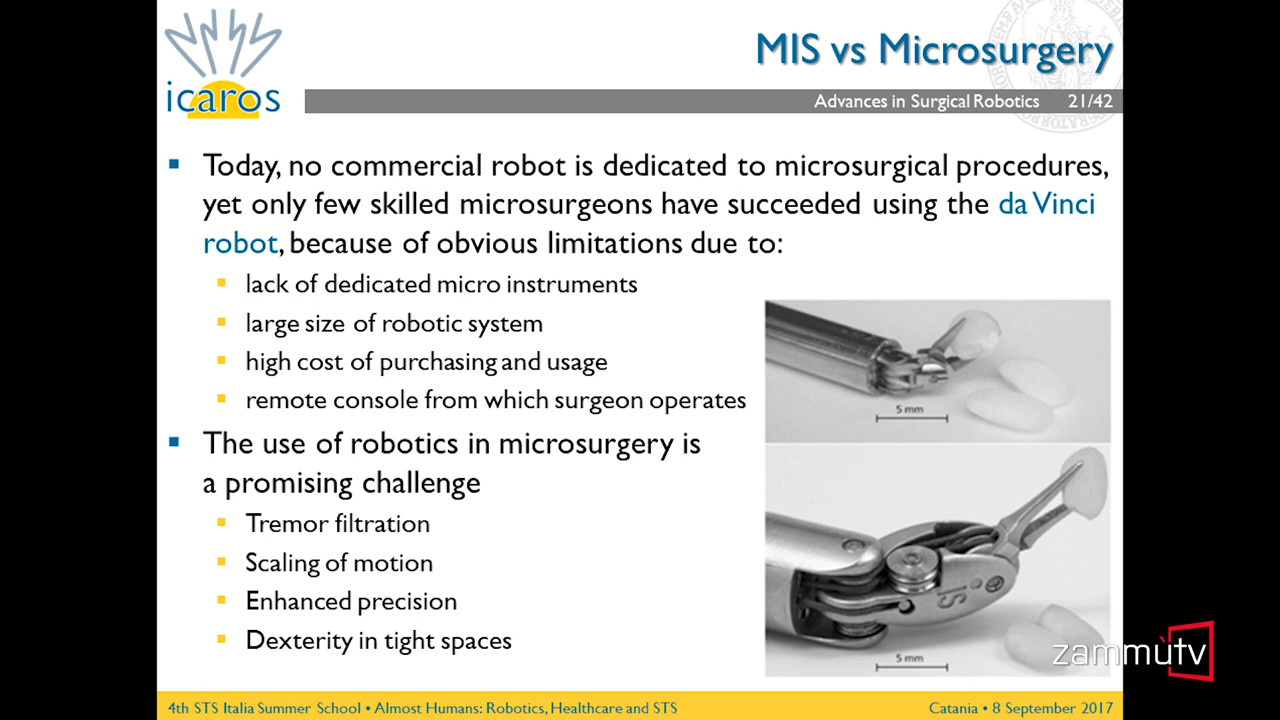 icaros
MIS vs Microsurgery
Advances in Surgical Robotics 21/42
▪ Today, no commercial robot is dedicated to microsurgical procedures,
yet only few skilled microsurgeons have succeeded using the da Vinci
robot, because of obvious limitations due to:
▪ lack of dedicated micro instruments
▪ large size of robotic system
▪ high cost of purchasing and usage
▪ remote console from which surgeon operates
▪ The use of robotics in microsurgery is
a promising challenge
▪ Tremor filtration
▪ Scaling of motion
▪ Enhanced precision
▪ Dexterity in tight spaces
5 mm
iS
5 mm
zammùtv
4th STS Italia Summer School • Almost Humans: Robotics, Healthcare and STS
Catania • 8 September 2017